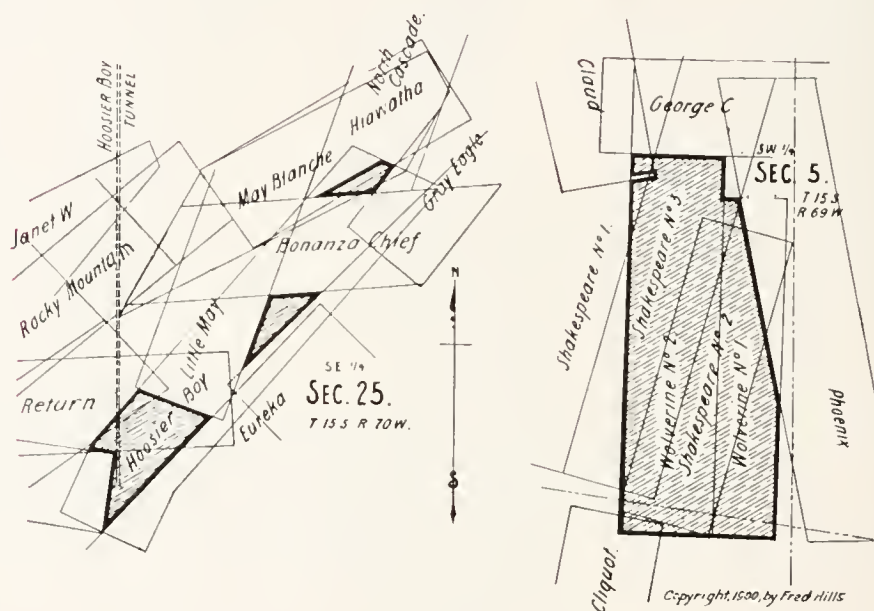 HOOSIER BOY
TUNNEL
North
Cascade.
Hiawatha
May Blanche
Gray Eagle
Janet W
Bonanza Chief
Rocky Mountain
Little May
N
SE 1/4
SEC. 25.
T 15 S R 70 W.
Return
Hoosier Boy
Eureka
S
Claud
George C
SW 1/4
SEC 5.
T 15 S
R 69 W
Shakespeare No 1.
Shakespeare No 3
Wolverine No 2
Shakespeare No 2
Wolverine No 1
Phoenix
Cliquot.
Copyright, 1900, by Fred Hills